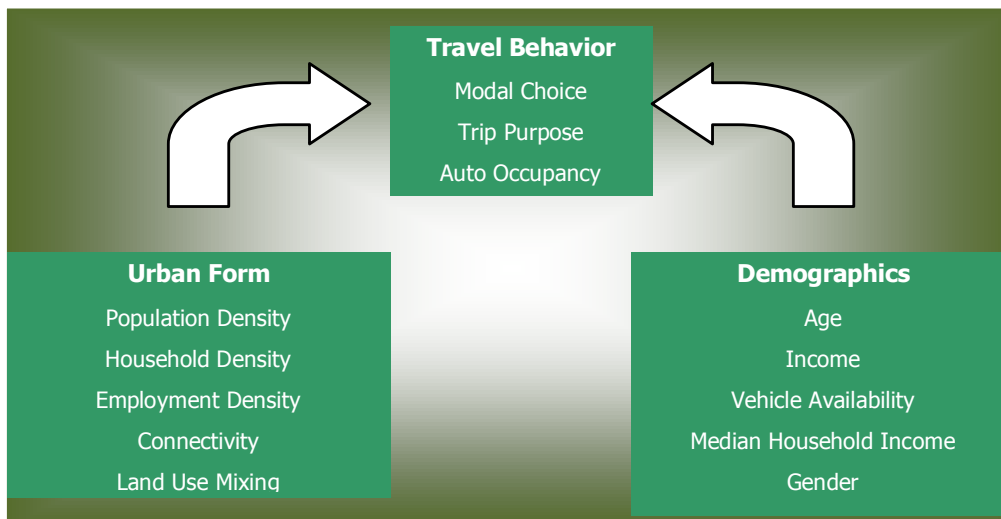 Travel Behavior
Modal Choice
Trip Purpose
Auto Occupancy
Urban Form
Population Density
Household Density
Employment Density
Connectivity
Land Use Mixing
Demographics
Age
Income
Vehicle Availability
Median Household Income
Gender